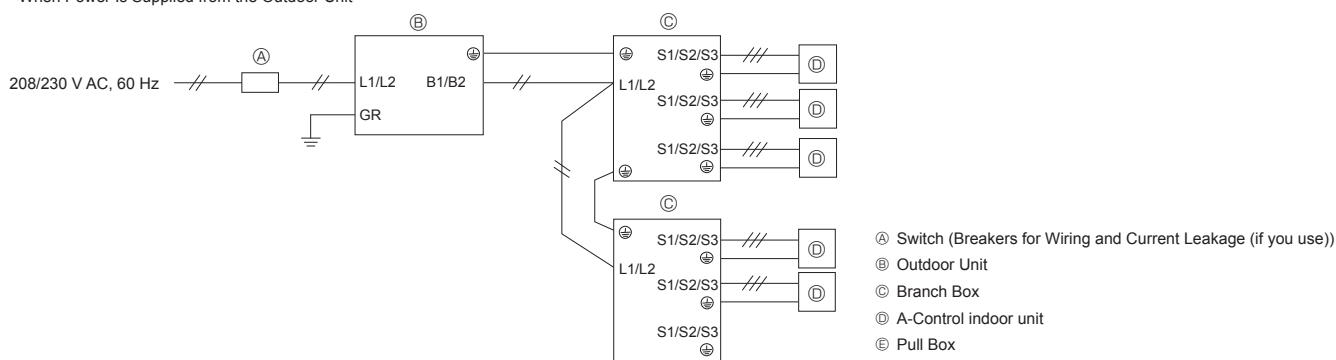 When Power is Supplied from the Outdoor Unit
Ⓑ
Ⓒ
Ⓐ
208/230 V AC, 60 Hz
L1/L2
B1/B2
GR
L1/L2
S1/S2/S3
Ⓓ
S1/S2/S3
Ⓓ
S1/S2/S3
Ⓓ
Ⓒ
L1/L2
S1/S2/S3
Ⓓ
S1/S2/S3
Ⓓ
S1/S2/S3
Ⓐ Switch (Breakers for Wiring and Current Leakage (if you use))
Ⓑ Outdoor Unit
Ⓒ Branch Box
Ⓓ A-Control indoor unit
Ⓔ Pull Box